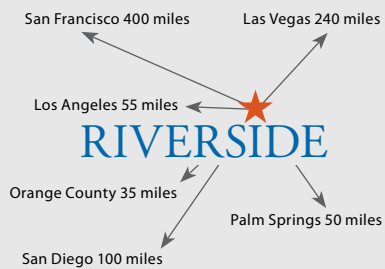 San Francisco 400 miles
Las Vegas 240 miles
Los Angeles 55 miles
RIVERSIDE
Orange County 35 miles
Palm Springs 50 miles
San Diego 100 miles